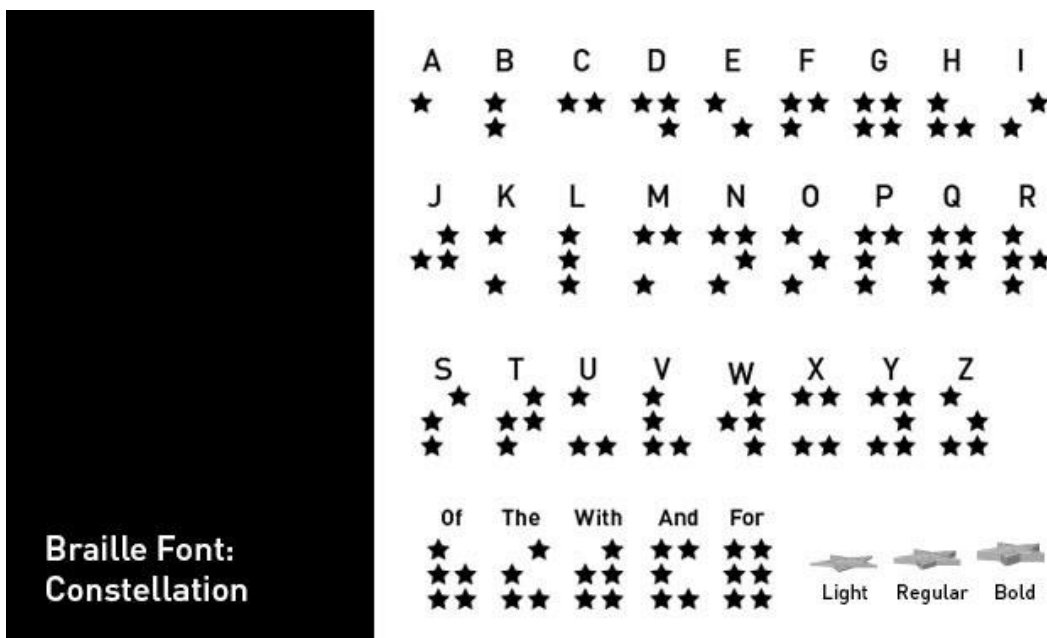 A B C D E F G H I
J K L M N O P Q R
S T U V W X Y Z
Of The With And For
Braille Font:
Constellation
Light Regular Bold